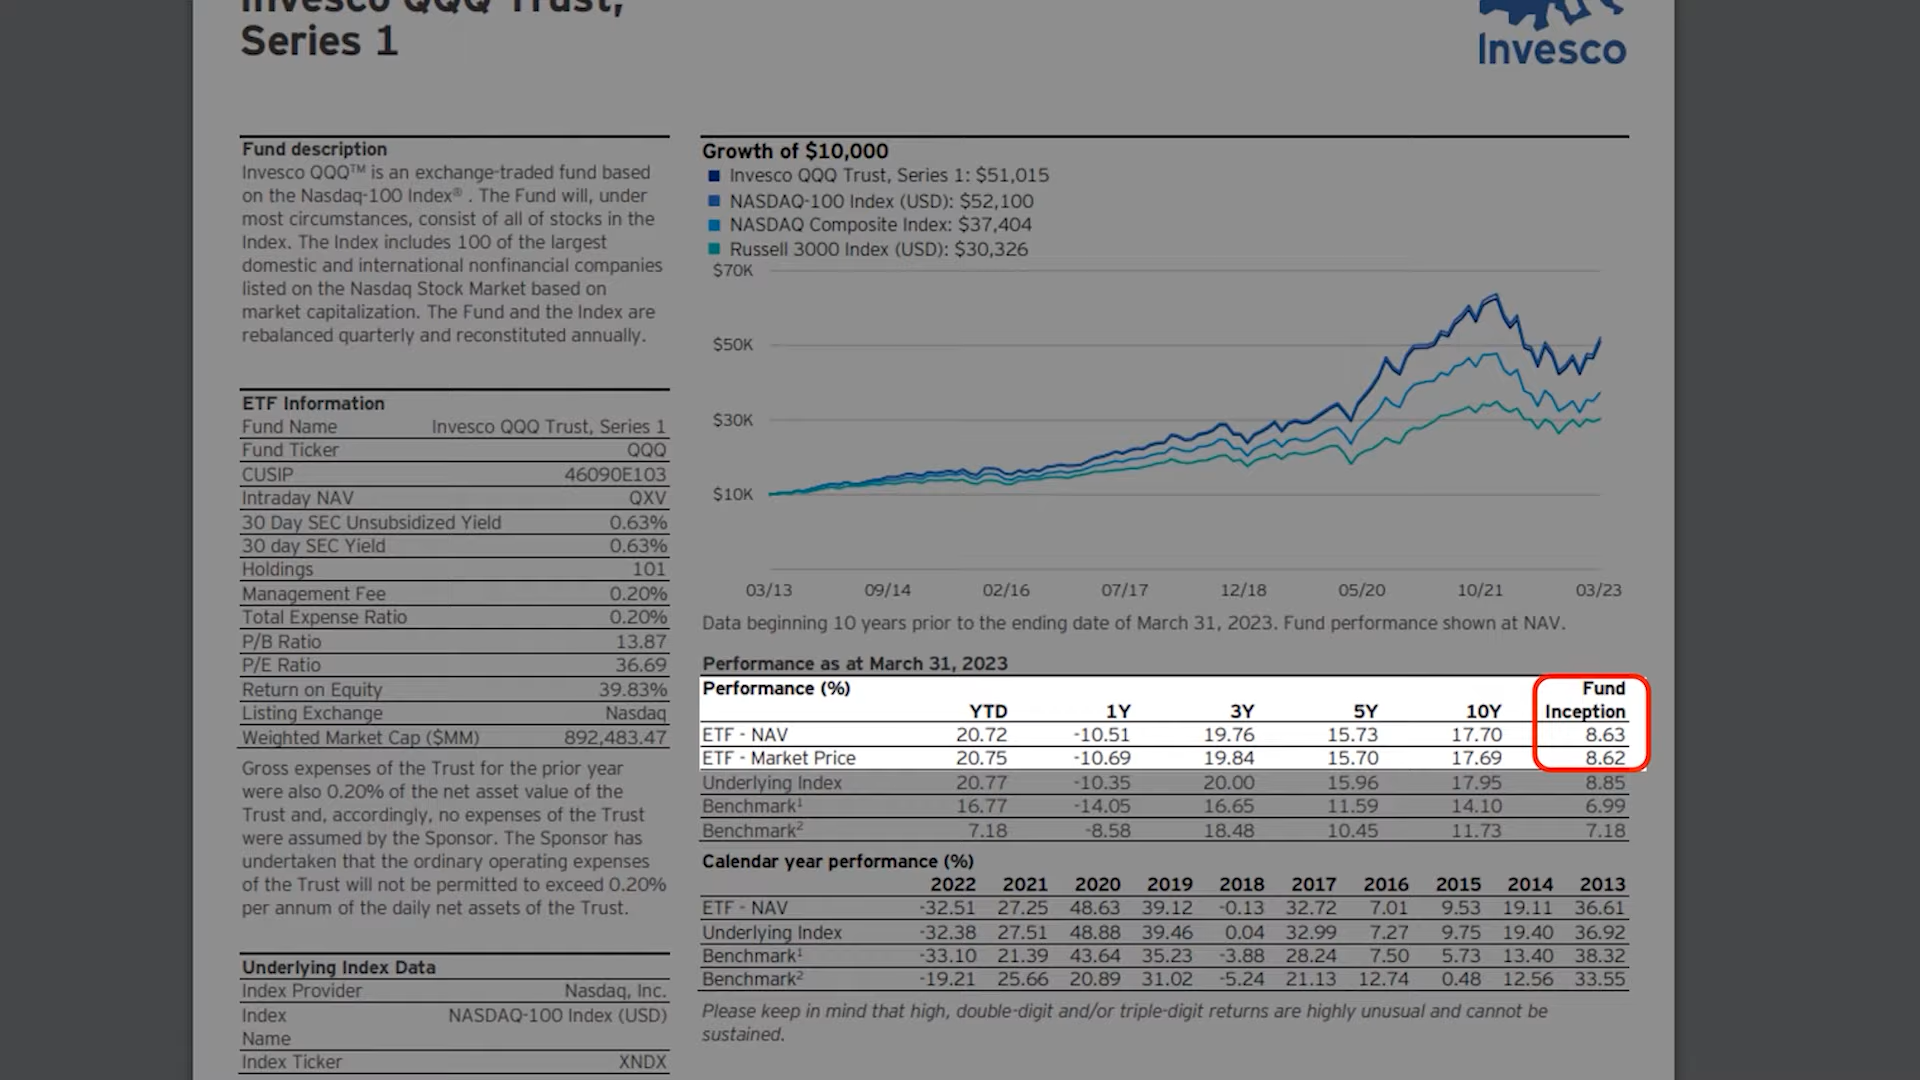 Invesco QQQ Trust,
Series 1
Invesco
Fund description
Invesco QQQ™ is an exchange-traded fund based
on the Nasdaq-100 Index® . The Fund will, under
most circumstances, consist of all of stocks in the
Index. The Index includes 100 of the largest
domestic and international nonfinancial companies
listed on the Nasdaq Stock Market based on
market capitalization. The Fund and the Index are
rebalanced quarterly and reconstituted annually.
ETF Information
Fund Name Invesco QQQ Trust, Series 1
Fund Ticker QQQ
CUSIP 46090E103
Intraday NAV QXV
30 Day SEC Unsubsidized Yield 0.63%
30 day SEC Yield 0.63%
Holdings 101
Management Fee 0.20%
Total Expense Ratio 0.20%
P/B Ratio 13.87
P/E Ratio 36.69
Return on Equity 39.83%
Listing Exchange Nasdaq
Weighted Market Cap ($MM) 892,483.47
Gross expenses of the Trust for the prior year
were also 0.20% of the net asset value of the
Trust and, accordingly, no expenses of the Trust
were assumed by the Sponsor. The Sponsor has
undertaken that the ordinary operating expenses
of the Trust will not be permitted to exceed 0.20%
per annum of the daily net assets of the Trust.
Underlying Index Data
Index Provider Nasdaq, Inc.
Index NASDAQ-100 Index (USD)
Name
Index Ticker XNDX
Growth of $10,000
Invesco QQQ Trust, Series 1: $51,015
NASDAQ-100 Index (USD): $52,100
NASDAQ Composite Index: $37,404
Russell 3000 Index (USD): $30,326
$70K
$50K
$30K
$10K
03/13 09/14 02/16 07/17 12/18 05/20 10/21 03/23
Data beginning 10 years prior to the ending date of March 31, 2023. Fund performance shown at NAV.
Performance as at March 31, 2023
Performance (%) Fund
YTD 1Y 3Y 5Y 10Y Inception
ETF - NAV 20.72 -10.51 19.76 15.73 17.70 8.63
ETF - Market Price 20.75 -10.69 19.84 15.70 17.69 8.62
Underlying Index 20.77 -10.35 20.00 15.96 17.95 8.85
Benchmark¹ 16.77 -14.05 16.65 11.59 14.10 6.99
Benchmark² 7.18 -8.58 18.48 10.45 11.73 7.18
Calendar year performance (%)
2022 2021 2020 2019 2018 2017 2016 2015 2014 2013
ETF - NAV -32.51 27.25 48.63 39.12 -0.13 32.72 7.01 9.53 19.11 36.61
Underlying Index -32.38 27.51 48.88 39.46 0.04 32.99 7.27 9.75 19.40 36.92
Benchmark¹ -33.10 21.39 43.64 35.23 -3.88 28.24 7.50 5.73 13.40 38.32
Benchmark² -19.21 25.66 20.89 31.02 -5.24 21.13 12.74 0.48 12.56 33.55
Please keep in mind that high, double-digit and/or triple-digit returns are highly unusual and cannot be
sustained.